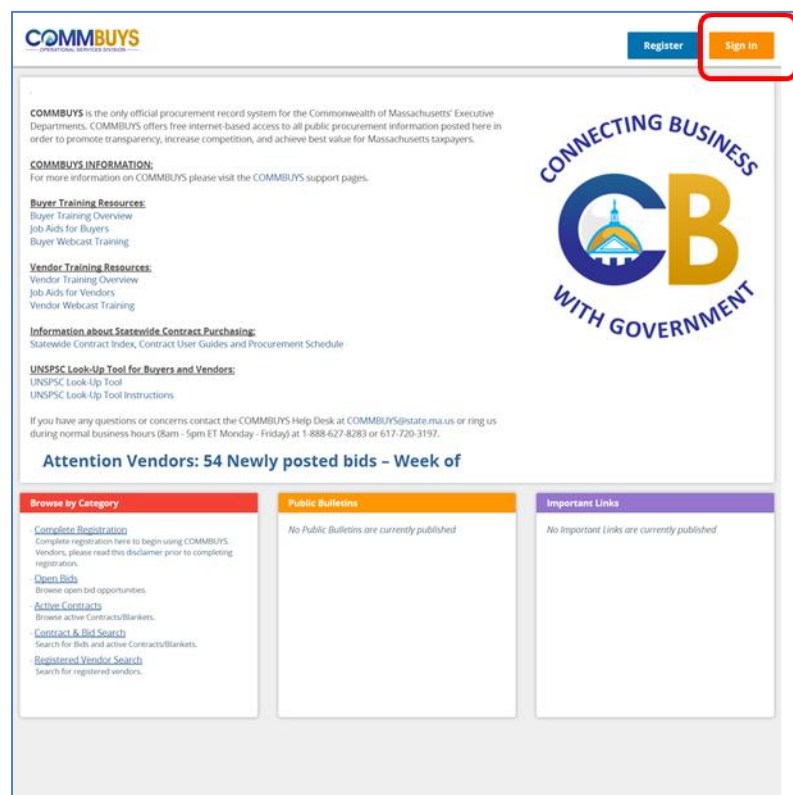 COMMBUYS
OPERATIONAL SERVICES DIVISION
Register
Sign In
COMMBUYS is the only official procurement record system for the Commonwealth of Massachusetts' Executive
Departments. COMMBUYS offers free internet-based access to all public procurement information posted here in
order to promote transparency, increase competition, and achieve best value for Massachusetts taxpayers.
COMMBUYS INFORMATION:
For more information on COMMBUYS please visit the COMMBUYS support pages.
Buyer Training Resources:
Buyer Training Overview
Job Aids for Buyers
Buyer Webcast Training
Vendor Training Resources:
Vendor Training Overview
Job Aids for Vendors
Vendor Webcast Training
Information about Statewide Contract Purchasing:
Statewide Contract Index, Contract User Guides and Procurement Schedule
UNSPSC Look-Up Tool for Buyers and Vendors:
UNSPSC Look-Up Tool
UNSPSC Look-Up Tool Instructions
If you have any questions or concerns contact the COMMBUYS Help Desk at COMMBUYS@state.ma.us or ring us
during normal business hours (8am - 5pm ET Monday - Friday) at 1-888-627-8283 or 617-720-3197.
Attention Vendors: 54 Newly posted bids – Week of
CONNECTING BUSINESS
CB
WITH GOVERNMENT
Browse by Category
Complete Registration
Complete registration here to begin using COMMBUYS.
Vendors, please read this disclaimer prior to completing
registration.
Open Bids
Browse open bid opportunities.
Active Contracts
Browse active Contracts/Blankets.
Contract & Bid Search
Search for Bids and active Contracts/Blankets.
Registered Vendor Search
Search for registered vendors.
Public Bulletins
No Public Bulletins are currently published
Important Links
No Important Links are currently published